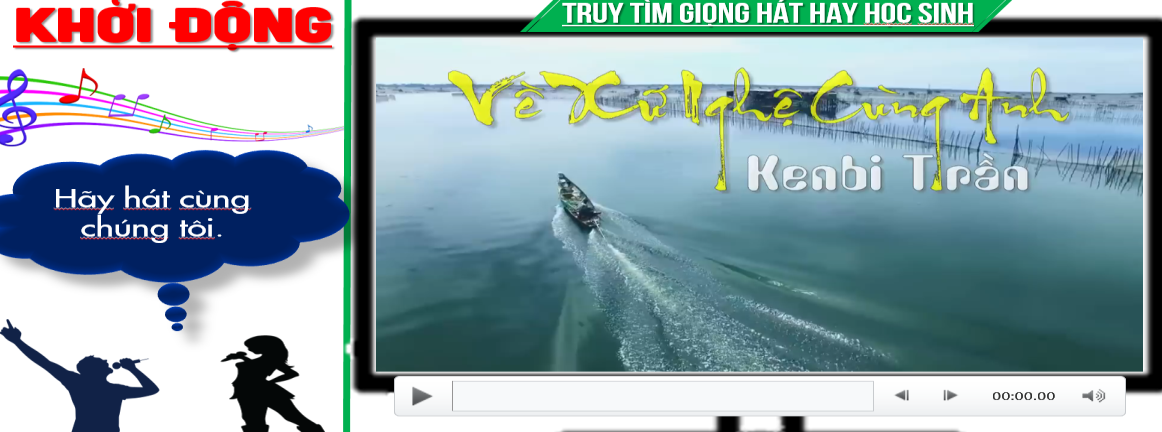 KHỞI ĐỘNG
Hãy hát cùng
chúng tôi.
TRUY TÌM GIỌNG HÁT HAY HỌC SINH
Về Xứ Nghệ Cùng Anh
Kenbi Trần
00:00.00